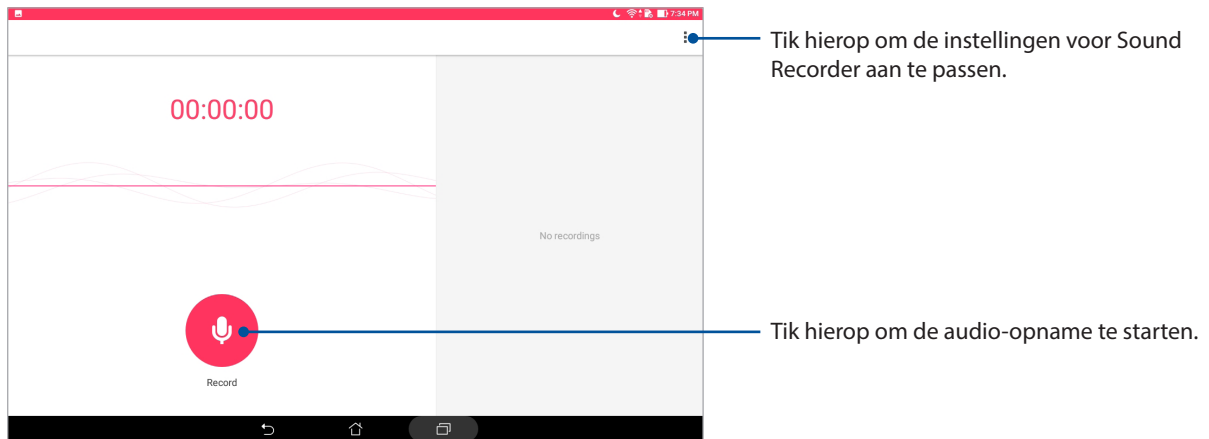 7:34 PM
Tik hierop om de instellingen voor Sound
Recorder aan te passen.
00:00:00
No recordings
Tik hierop om de audio-opname te starten.
Record